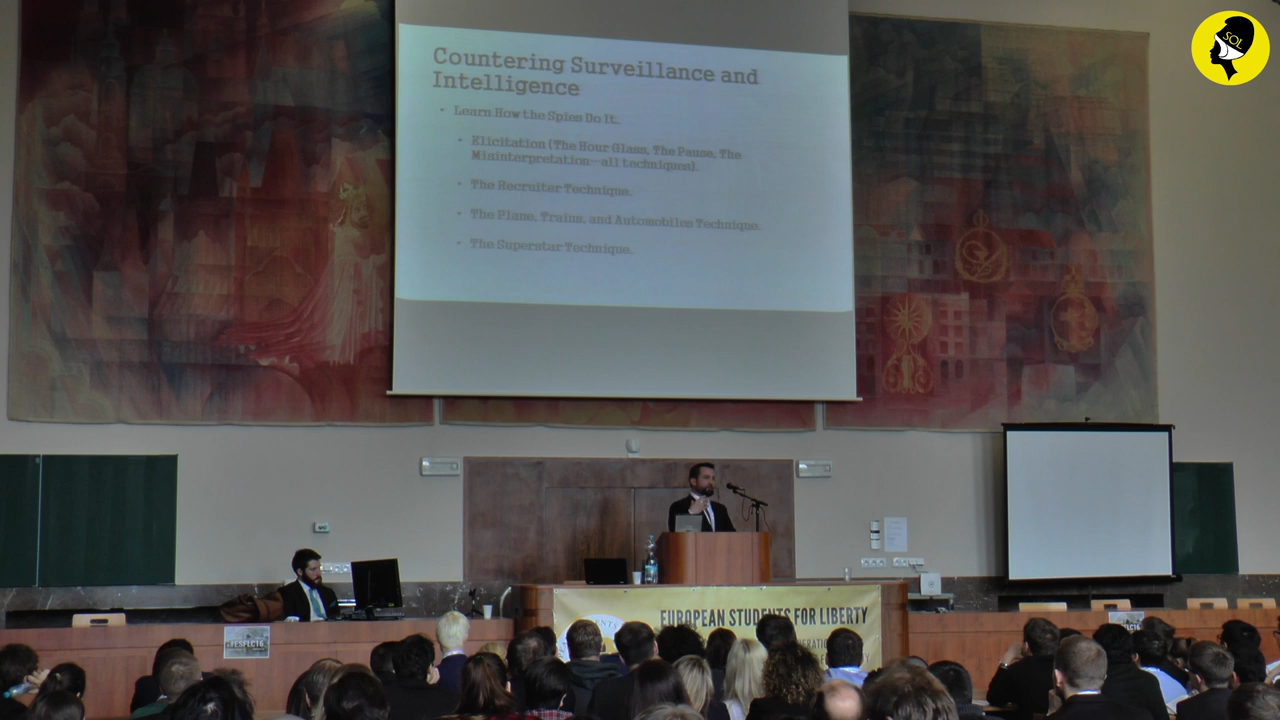 SOL
Countering Surveillance and
Intelligence
• Learn How the Spies Do It.
• Elicitation (The Hour Glass, The Pause, The
Misinterpretation—all techniques).
• The Recruiter Technique.
• The Plane, Trains, and Automobiles Technique.
• The Superstar Technique.
EUROPEAN STUDENTS FOR LIBERTY
#ESFLC16